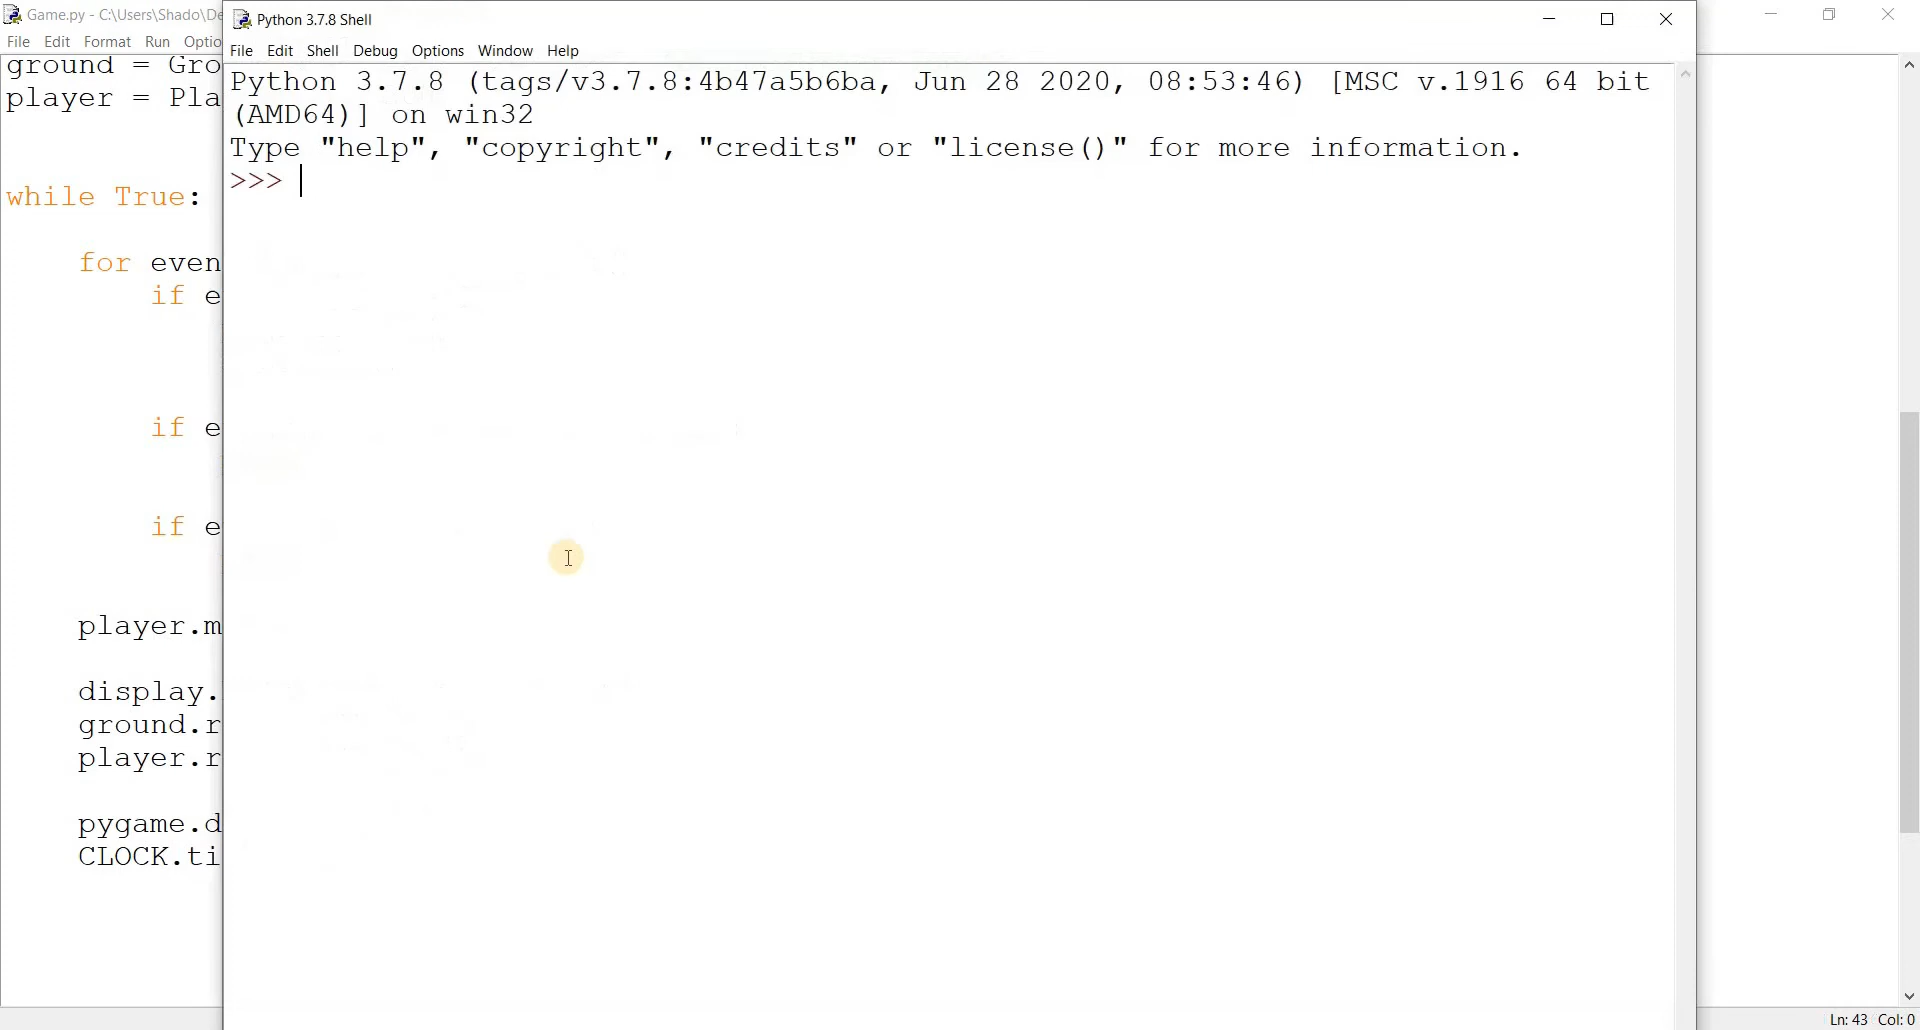 Game.py - C:\Users\Shado\De
File Edit Format Run Optio
ground = Gro
player = Pla
while True:
for even
if e
if e
if e
player.m
display.
ground.r
player.r
pygame.d
CLOCK.ti
Python 3.7.8 Shell
File Edit Shell Debug Options Window Help
Python 3.7.8 (tags/v3.7.8:4b47a5b6ba, Jun 28 2020, 08:53:46) [MSC v.1916 64 bit
(AMD64)] on win32
Type "help", "copyright", "credits" or "license()" for more information.
>>>
Ln: 43 Col: 0